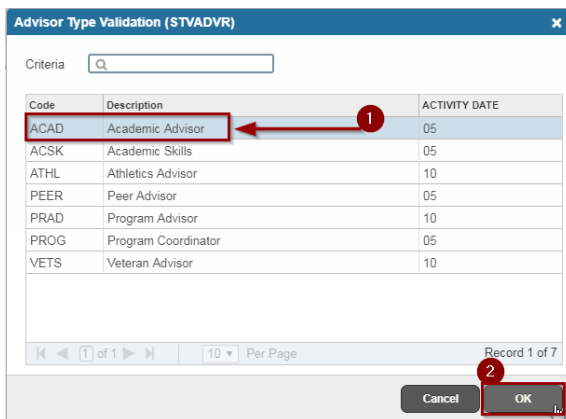 Advisor Type Validation (STVADVR) ×
Criteria
Code Description ACTIVITY DATE
1
ACAD Academic Advisor 05
ACSK Academic Skills 05
ATHL Athletics Advisor 10
PEER Peer Advisor 05
PRAD Program Advisor 10
PROG Program Coordinator 05
VETS Veteran Advisor 10
1 of 1 10 Per Page Record 1 of 7
2
Cancel OK